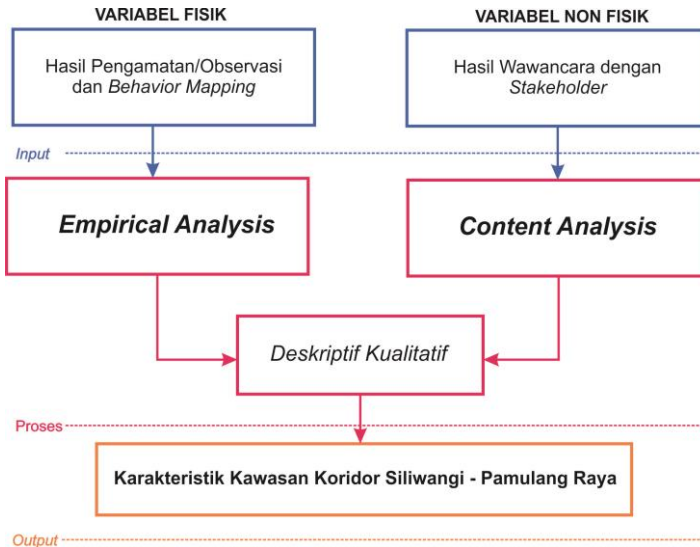 VARIABEL FISIK
VARIABEL NON FISIK
Hasil Pengamatan/Observasi
dan Behavior Mapping
Hasil Wawancara dengan
Stakeholder
Input
Empirical Analysis
Content Analysis
Deskriptif Kualitatif
Proses
Karakteristik Kawasan Koridor Siliwangi - Pamulang Raya
Output